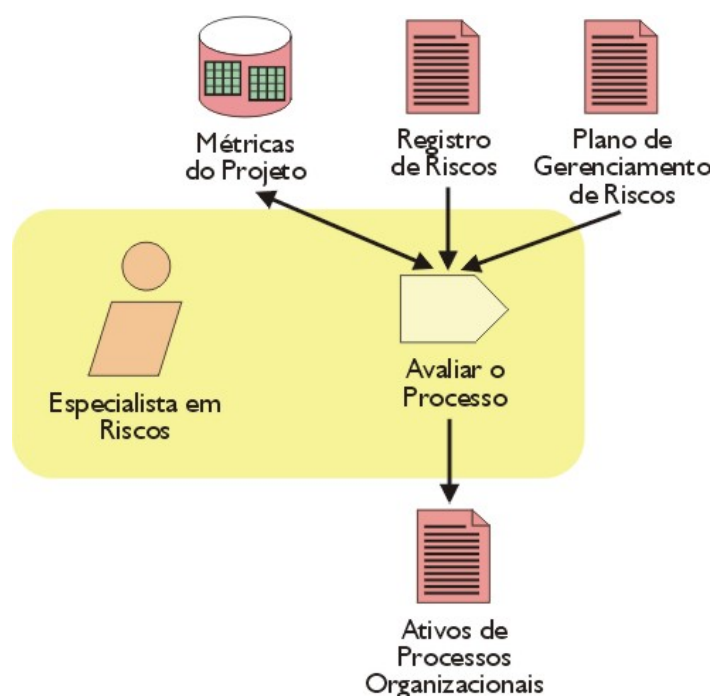 Métricas
do Projeto
Registro
de Riscos
Plano de
Gerenciamento
de Riscos
Especialista em
Riscos
Avaliar o
Processo
Ativos de
Processos
Organizacionais